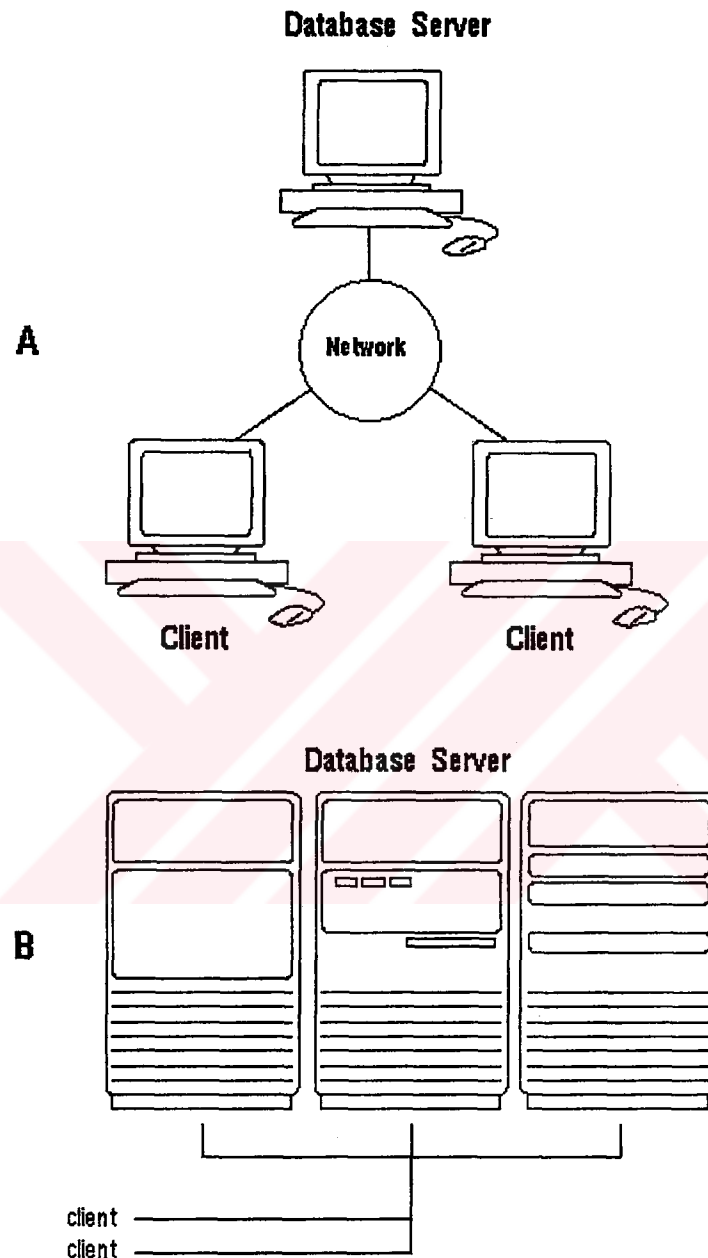 Database Server
Network
A
Client Client
Database Server
B
client
client